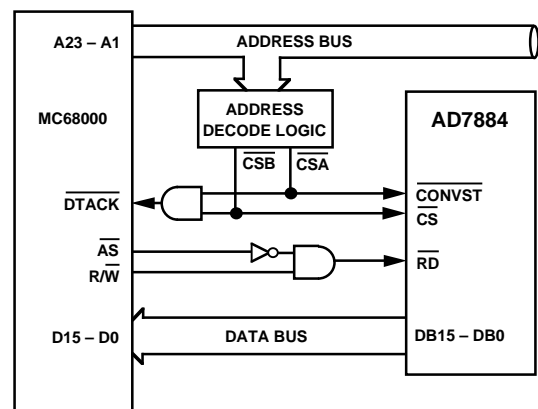 A23 – A1
ADDRESS BUS
MC68000
ADDRESS
DECODE LOGIC
AD7884
CSB
CSA
DTACK
CONVST
CS
AS
R/W
RD
D15 – D0
DATA BUS
DB15 – DB0